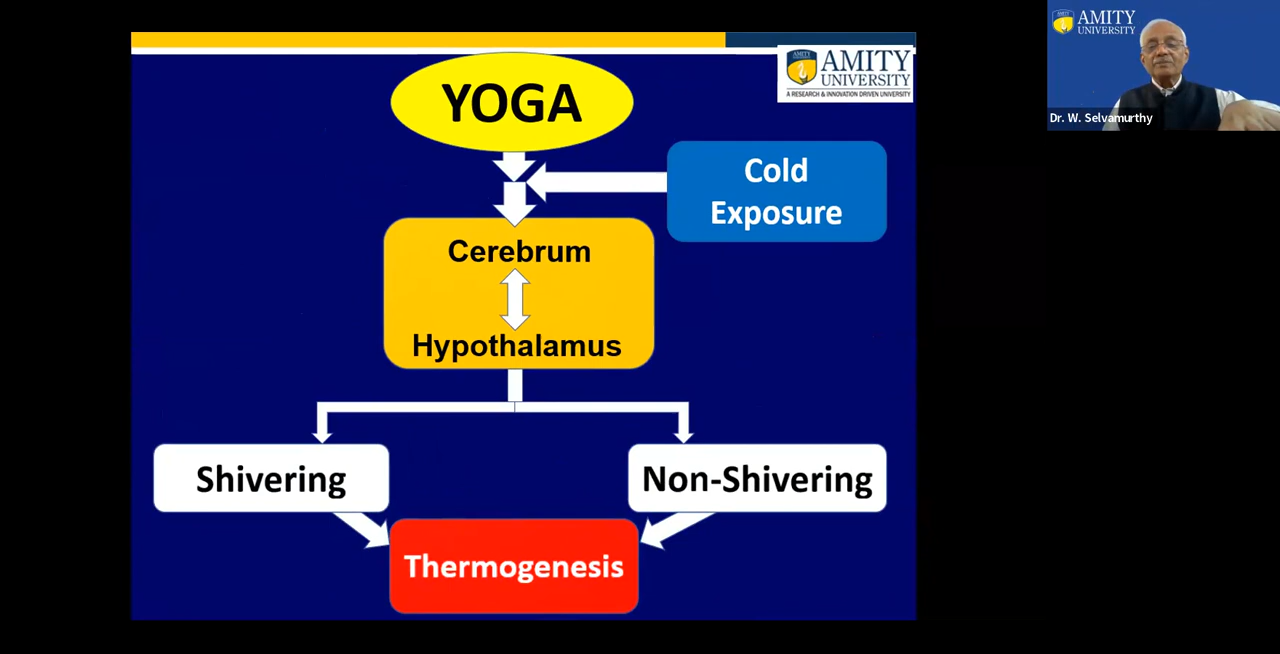 YOGA
AMITY
UNIVERSITY
A RESEARCH & INNOVATION DRIVEN UNIVERSITY
Cold
Exposure
Cerebrum
Hypothalamus
Shivering
Non-Shivering
Thermogenesis
AMITY
UNIVERSITY
Dr. W. Selvamurthy